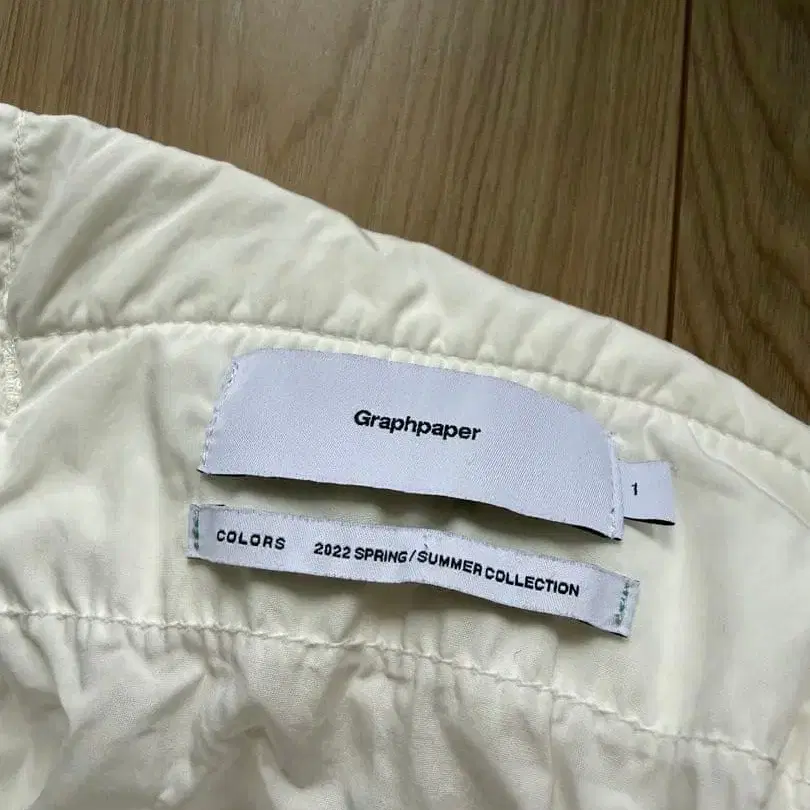 Graphpaper
1
COLORS 2022 SPRING/SUMMER COLLECTION